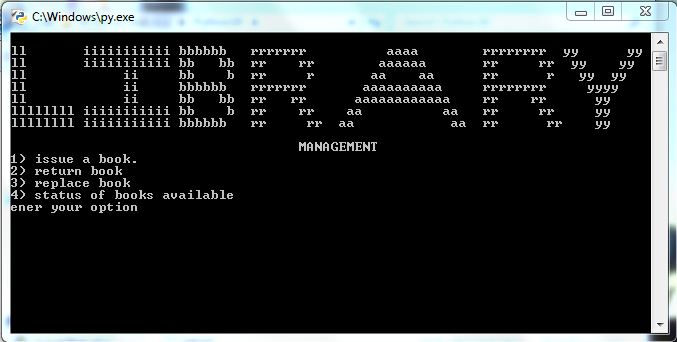 C:\Windows\py.exe
ll       iiiiiiiiiii bbbbbb   rrrrrrr          aaaa        rrrrrrrr  yy      yy
ll       iiiiiiiiiii bb   bb  rr    rr        aaaaaa       rr     rr  yy    yy
ll            ii     bb    b  rr     r       aa    aa      rr      r   yy  yy
ll            ii     bbbbbb   rrrrrrr       aaaaaaaaaa     rrrrrrrr     yyyy
ll            ii     bb   bb  rr   rr      aaaaaaaaaaaa    rr    rr      yy
llllllll iiiiiiiiiii bb    b  rr    rr    aa          aa   rr     rr     yy
llllllll iiiiiiiiiii bbbbbb   rr     rr  aa            aa  rr      rr    yy
MANAGEMENT
1) issue a book.
2) return book
3) replace book
4) status of books available
ener your option